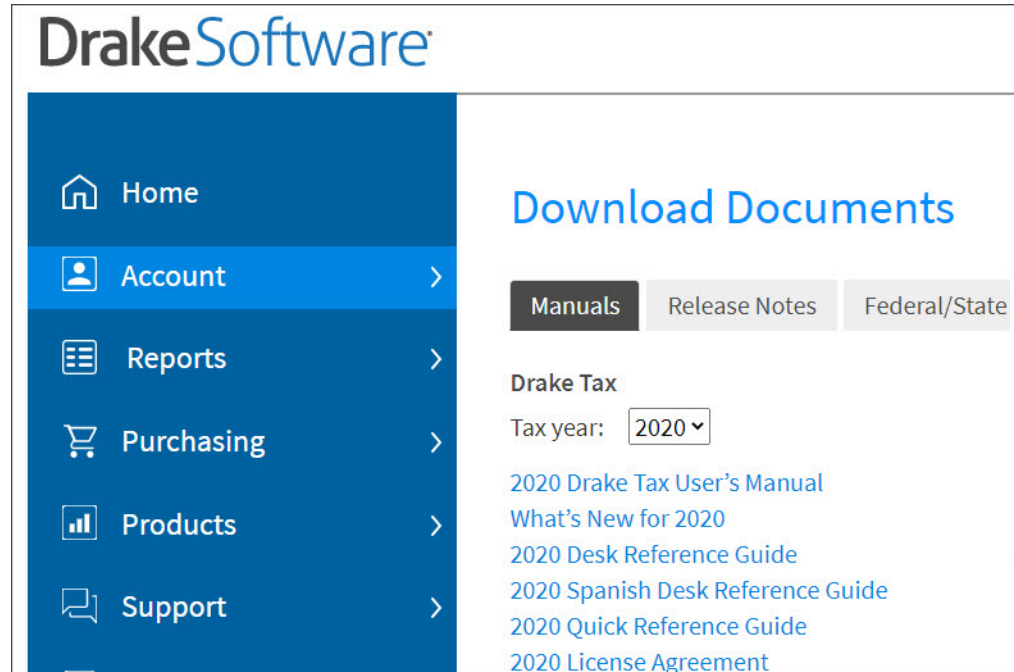 DrakeSoftware
Home
Account
Reports
Purchasing
Products
Support
Download Documents
Manuals Release Notes Federal/State
Drake Tax
Tax year: 2020
2020 Drake Tax User’s Manual
What’s New for 2020
2020 Desk Reference Guide
2020 Spanish Desk Reference Guide
2020 Quick Reference Guide
2020 License Agreement